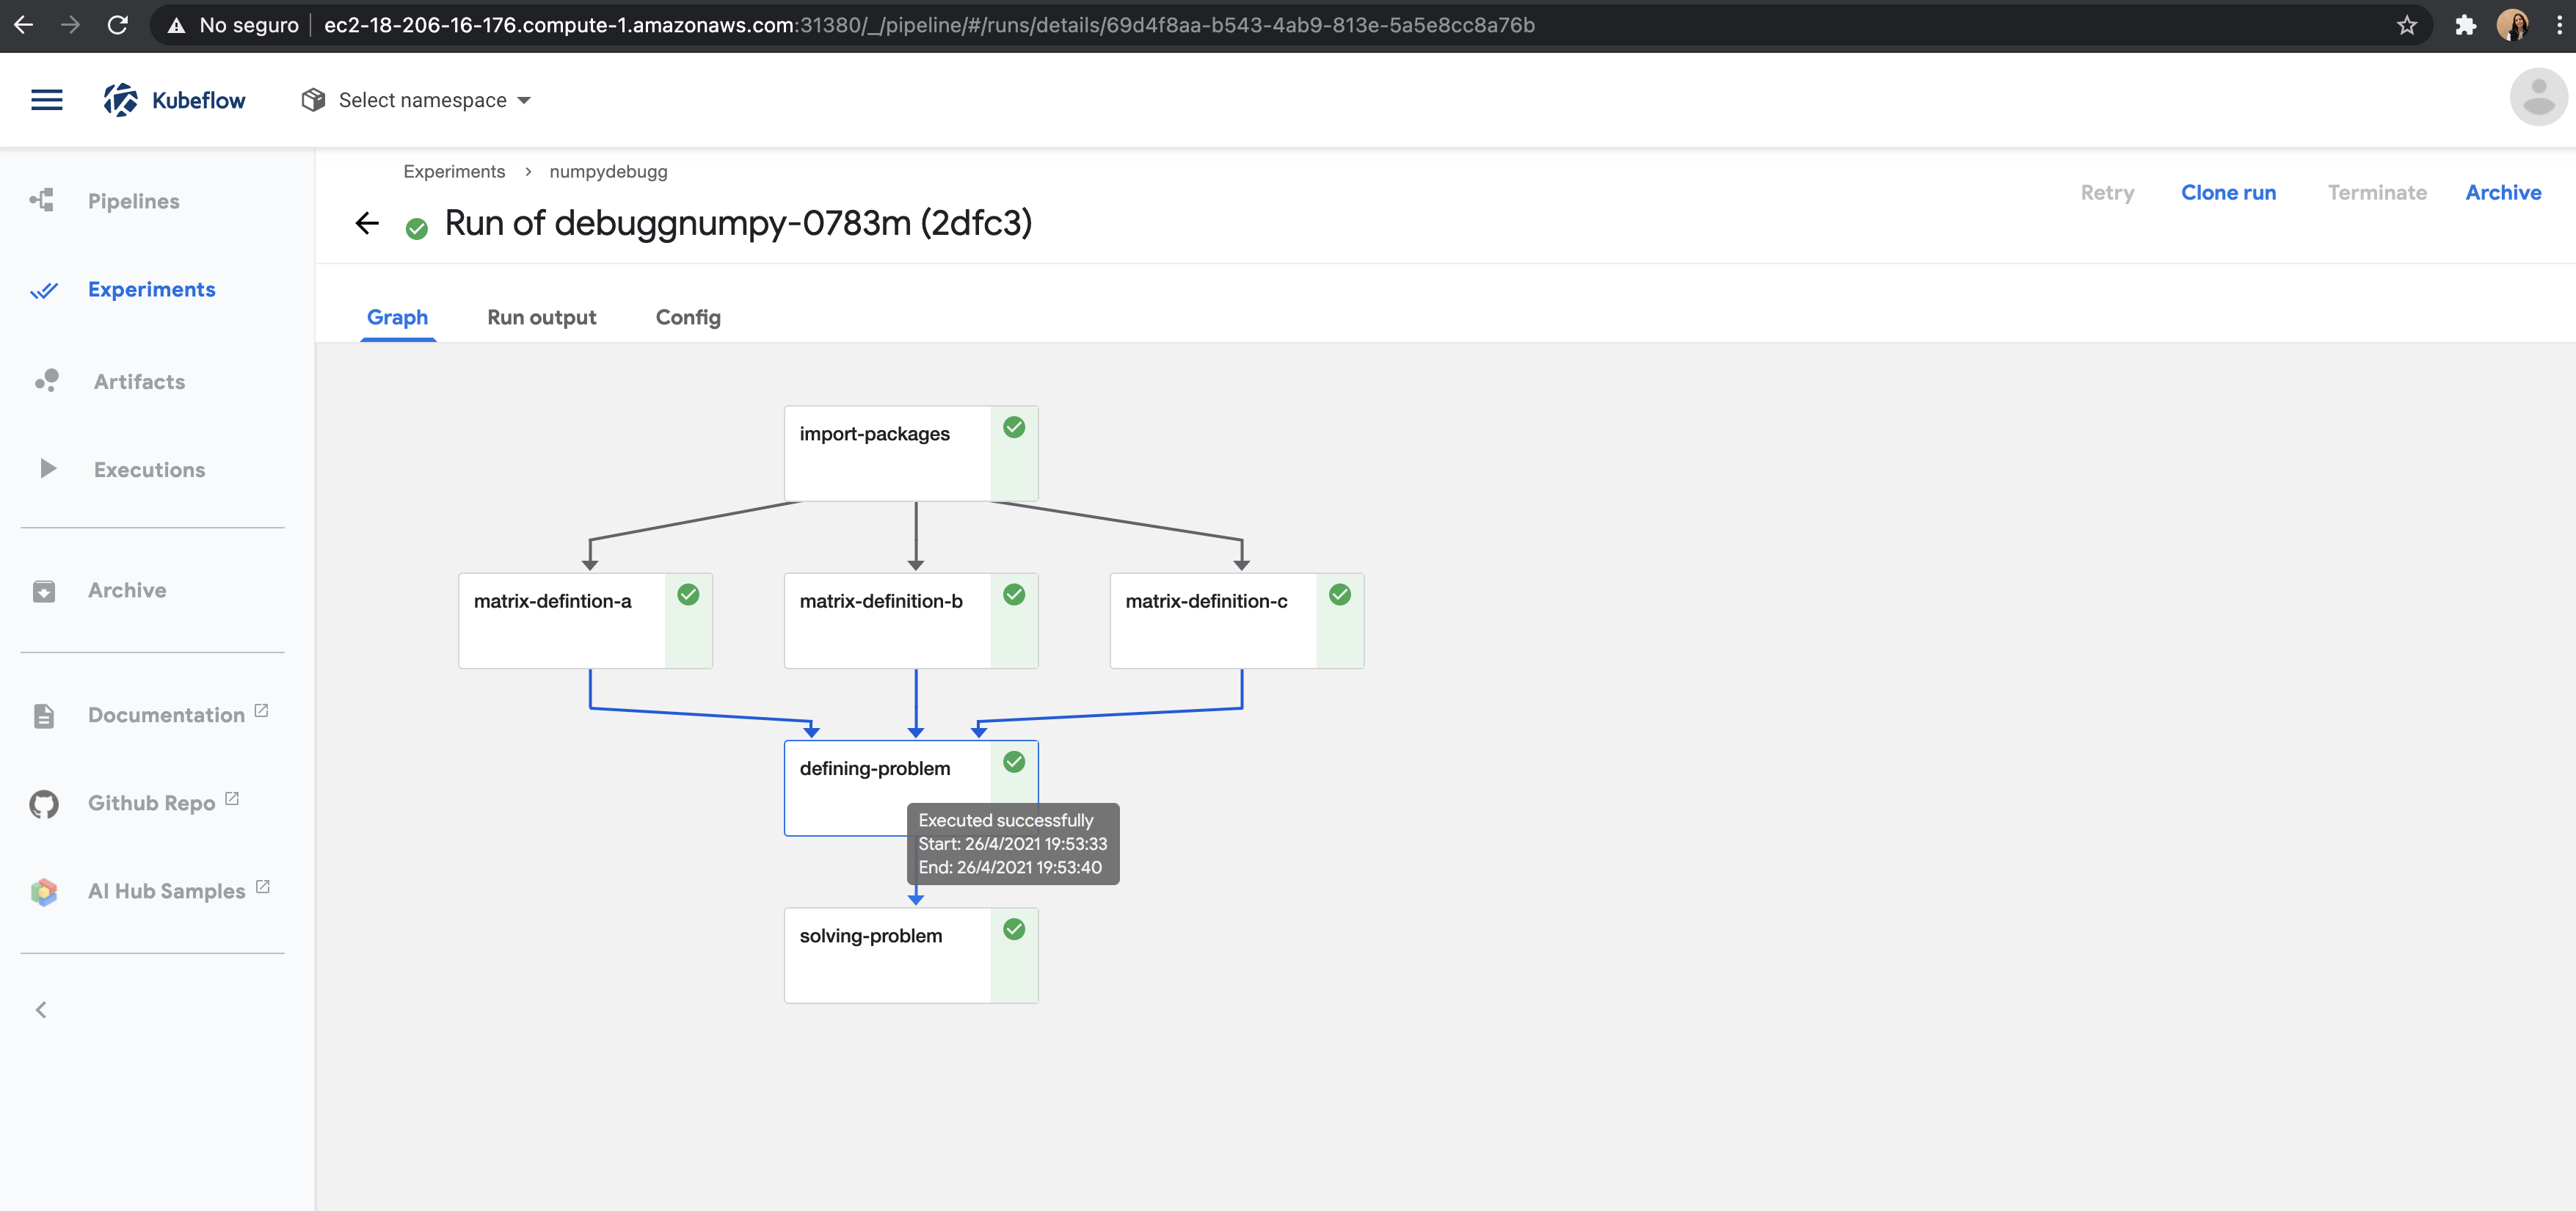 No seguro
ec2-18-206-16-176.compute-1.amazonaws.com:31380/_/pipeline/#/runs/details/69d4f8aa-b543-4ab9-813e-5a5e8cc8a76b
Kubeflow
Select namespace
Pipelines
Experiments
Artifacts
Executions
Archive
Documentation
Github Repo
AI Hub Samples
Experiments > numpydebugg
Run of debuggnumpy-0783m (2dfc3)
Retry
Clone run
Terminate
Archive
Graph
Run output
Config
import-packages
matrix-defintion-a
matrix-definition-b
matrix-definition-c
defining-problem
Executed successfully
Start: 26/4/2021 19:53:33
End: 26/4/2021 19:53:40
solving-problem